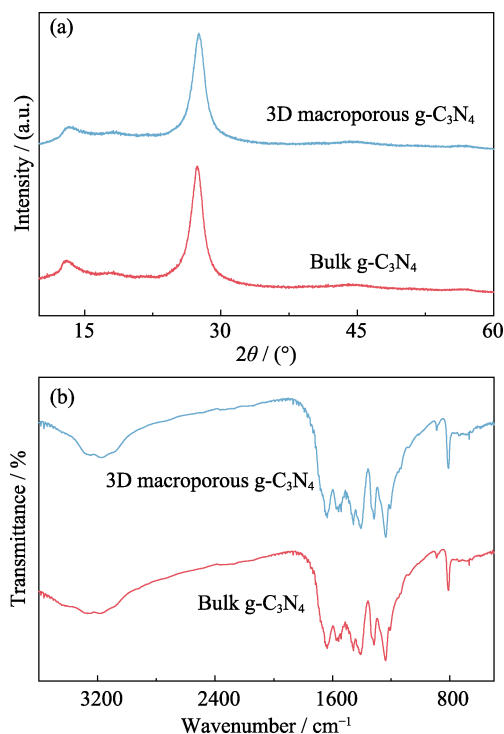 (a)
3D macroporous g-C₃N₄
Bulk g-C₃N₄
Intensity / (a.u.)
15 30 45 60
2θ / (°)
(b)
3D macroporous g-C₃N₄
Bulk g-C₃N₄
Transmittance / %
3200 2400 1600 800
Wavenumber / cm⁻¹